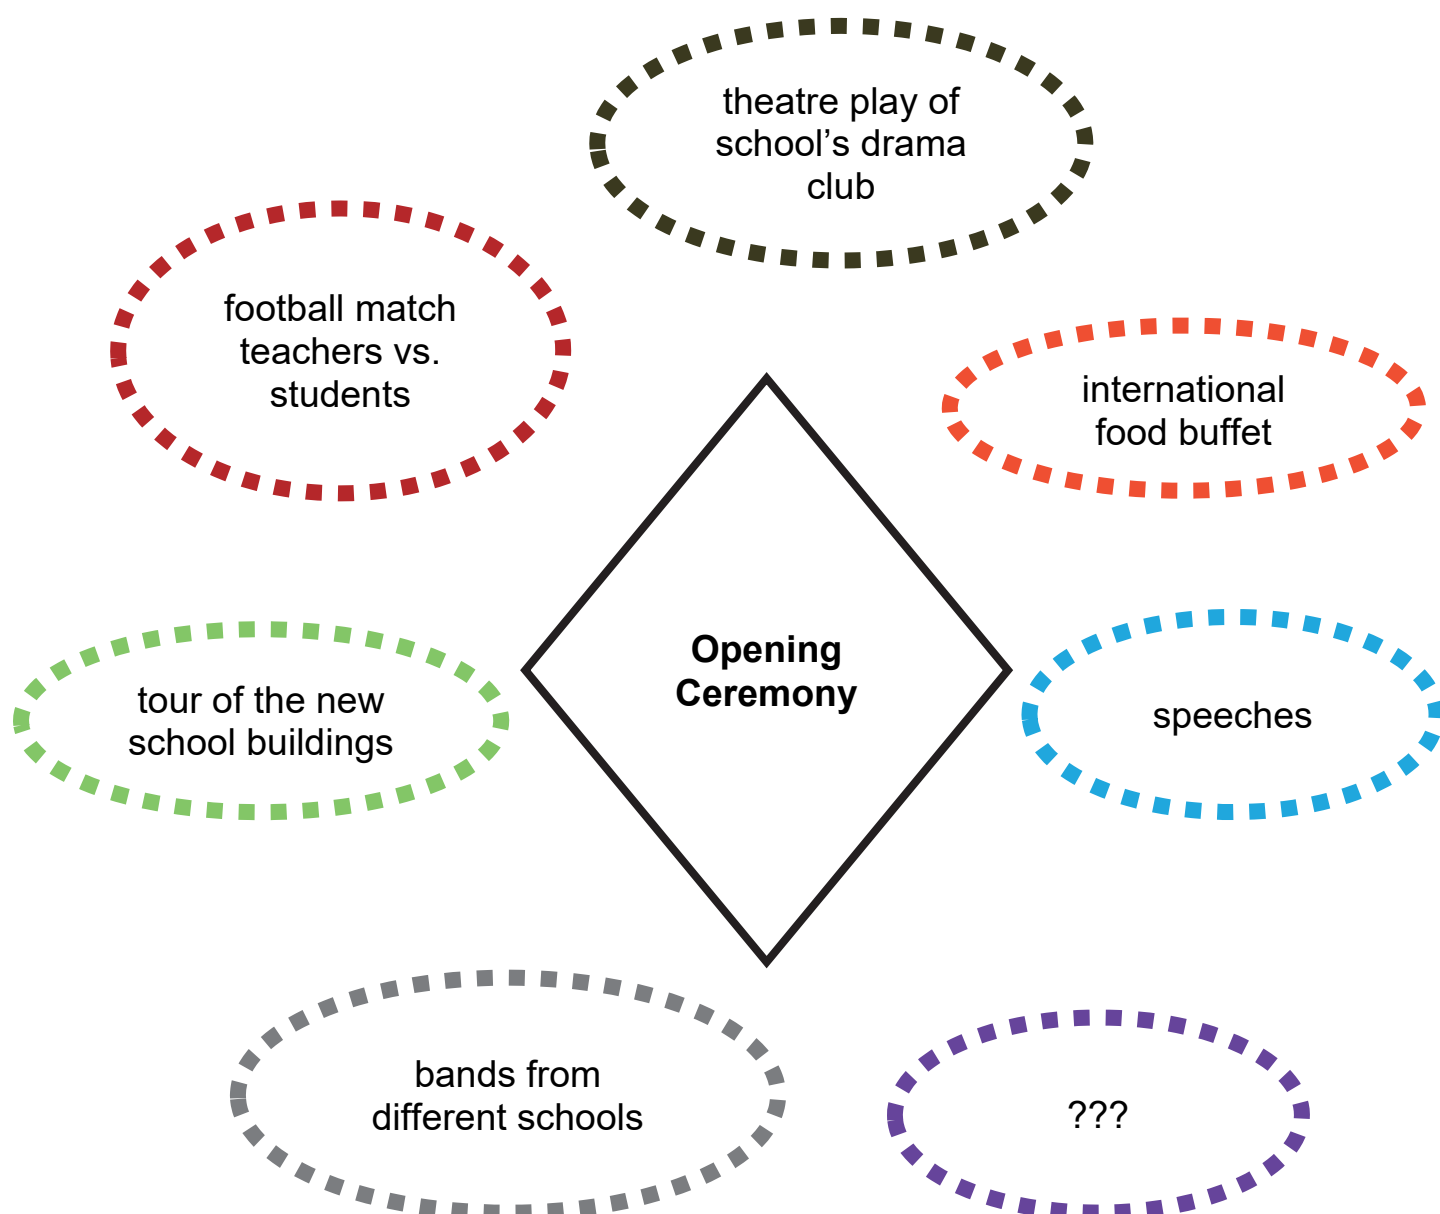 theatre play of
school’s drama
club
football match
teachers vs.
students
international
food buffet
Opening
Ceremony
tour of the new
school buildings
speeches
bands from
different schools
???